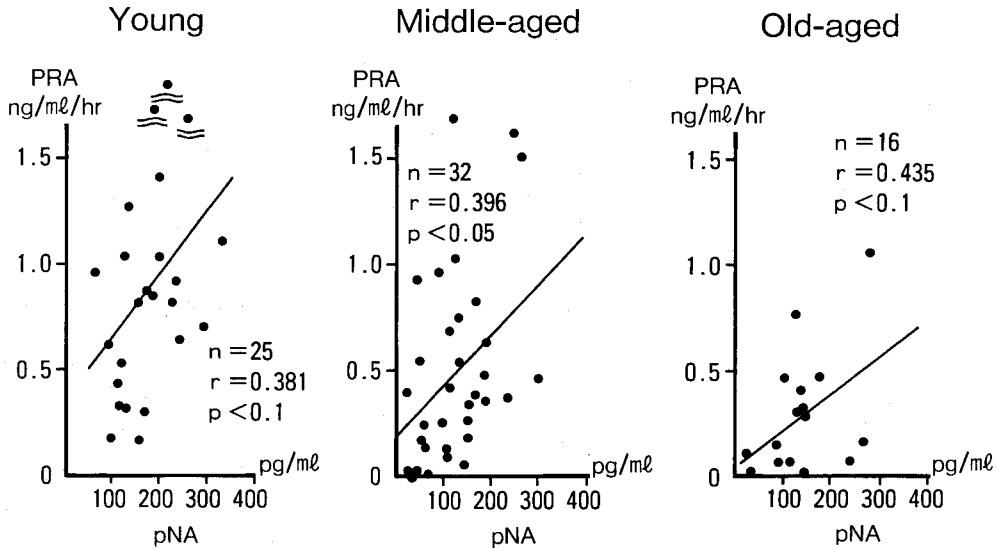 Young
PRA
ng/mℓ/hr
1.5
1.0
0.5
0
n = 25
r = 0.381
p < 0.1
pg/mℓ
100 200 300 400
pNA
Middle-aged
PRA
ng/mℓ/hr
1.5
1.0
0.5
0
n = 32
r = 0.396
p < 0.05
pg/mℓ
100 200 300 400
pNA
Old-aged
PRA
ng/mℓ/hr
1.5
1.0
0.5
0
n = 16
r = 0.435
p < 0.1
pg/mℓ
100 200 300 400
pNA